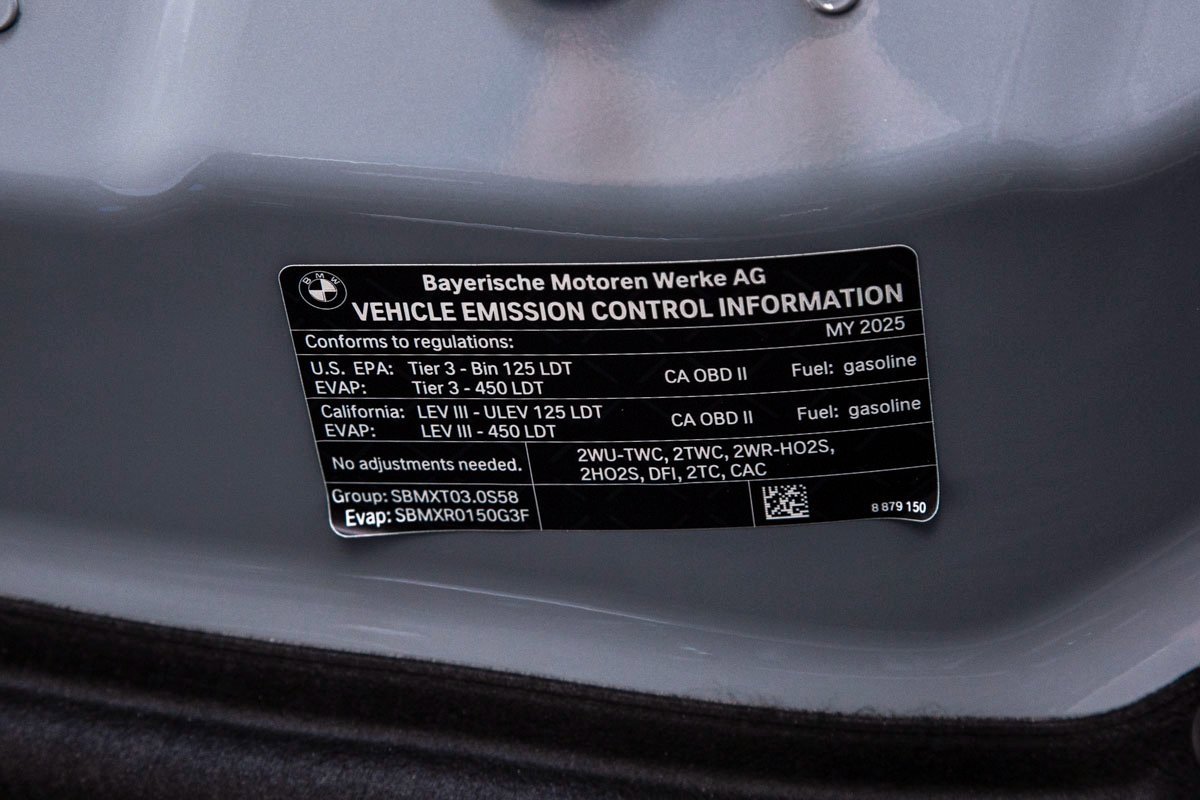 BMW
Bayerische Motoren Werke AG
VEHICLE EMISSION CONTROL INFORMATION
Conforms to regulations: MY 2025
U.S. EPA: Tier 3 - Bin 125 LDT CA OBD II Fuel: gasoline
EVAP: Tier 3 - 450 LDT
California: LEV III - ULEV 125 LDT CA OBD II Fuel: gasoline
EVAP: LEV III - 450 LDT
No adjustments needed. 2WU-TWC, 2TWC, 2WR-HO2S,
2HO2S, DFI, 2TC, CAC
Group: SBMXT03.0S58
Evap: SBMXR0150G3F 8 879 150